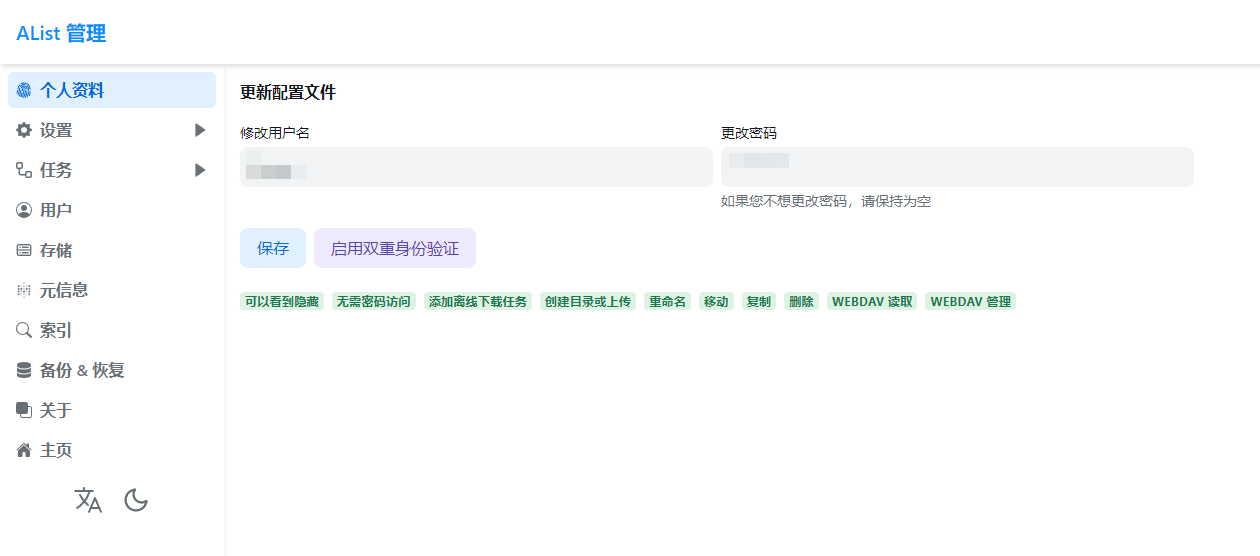 AList 管理
个人资料
设置
任务
用户
存储
元信息
索引
备份 & 恢复
关于
主页
更新配置文件
修改用户名 更改密码
如果您不想更改密码，请保持为空
保存 启用双重身份验证
可以看到隐藏 无需密码访问 添加离线下载任务 创建目录或上传 重命名 移动 复制 删除 WEBDAV 读取 WEBDAV 管理